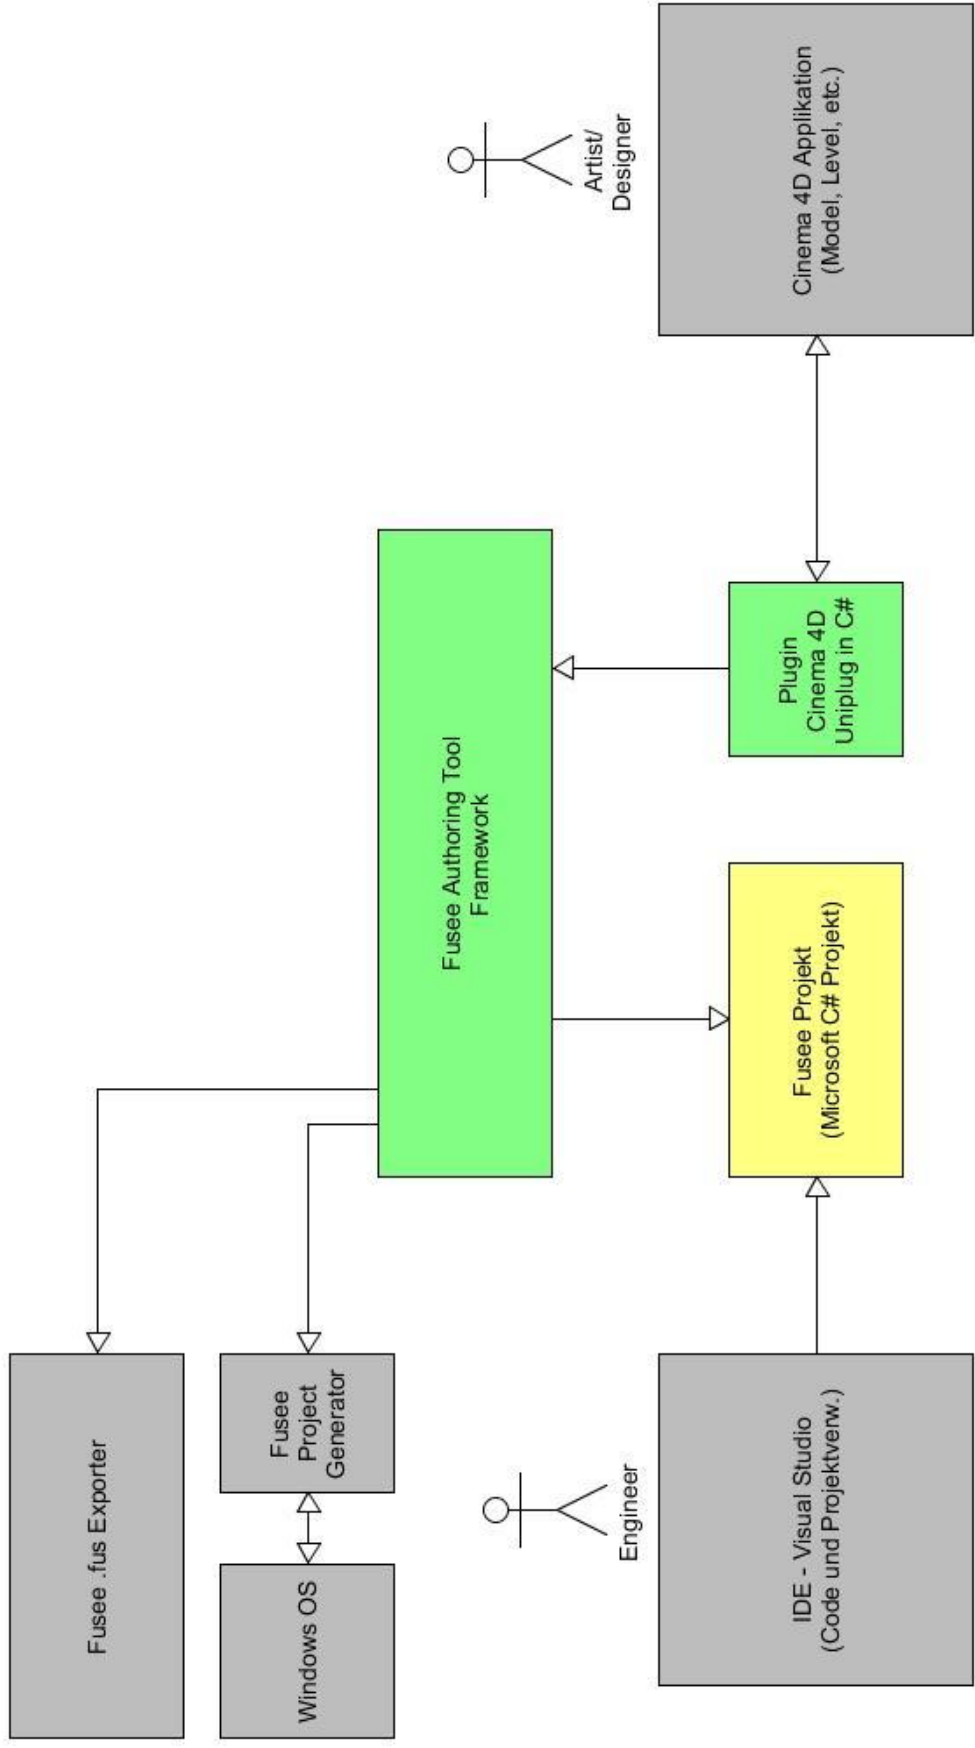 Fusee .fus Exporter
Windows OS
Fusee
Project
Generator
Fusee Authoring Tool
Framework
Engineer
Artist/
Designer
IDE - Visual Studio
(Code und Projektverw.)
Fusee Projekt
(Microsoft C# Projekt)
Plugin
Cinema 4D
Uniplug in C#
Cinema 4D Applikation
(Model, Level, etc.)